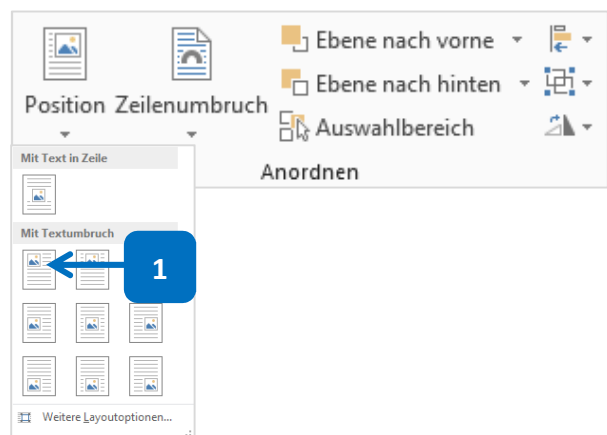 Position
Zeilenumbruch
Ebene nach vorne
Ebene nach hinten
Auswahlbereich
Anordnen
Mit Text in Zeile
Mit Textumbruch
1
Weitere Layoutoptionen...